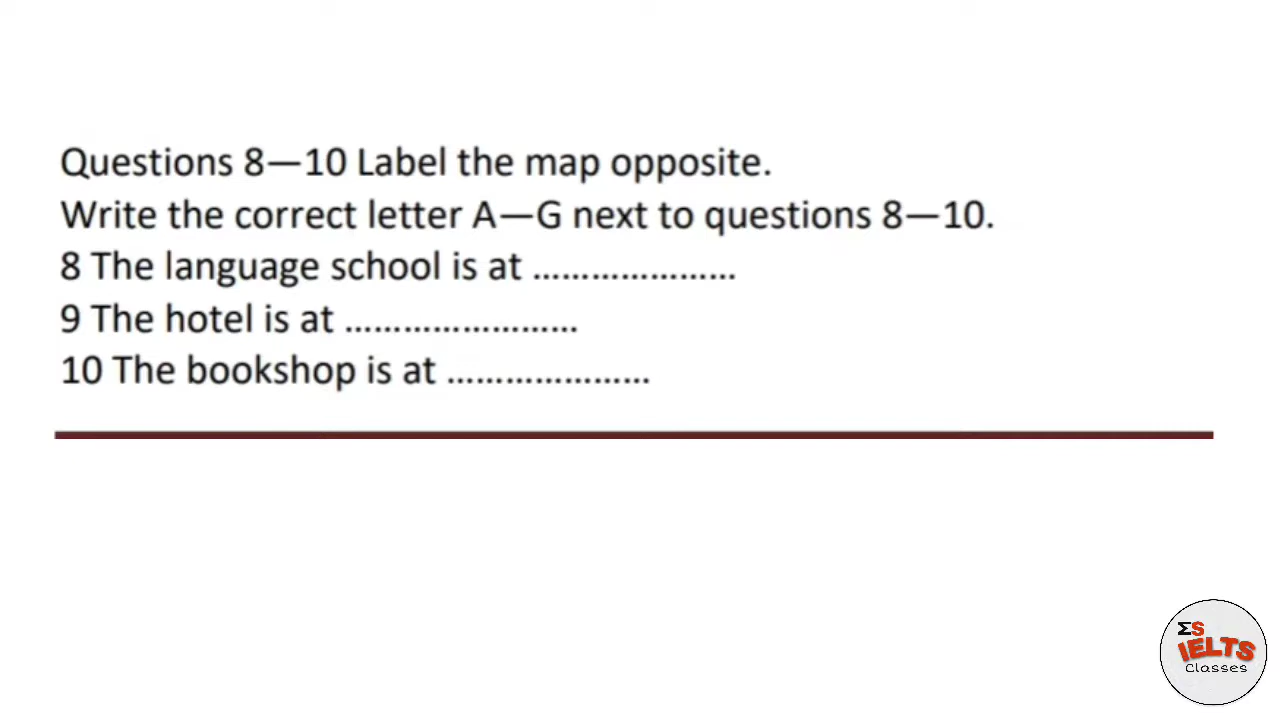 Questions 8—10 Label the map opposite.
Write the correct letter A—G next to questions 8—10.
8 The language school is at .....................
9 The hotel is at ........................
10 The bookshop is at .....................
ΣS
IELTS
Classes